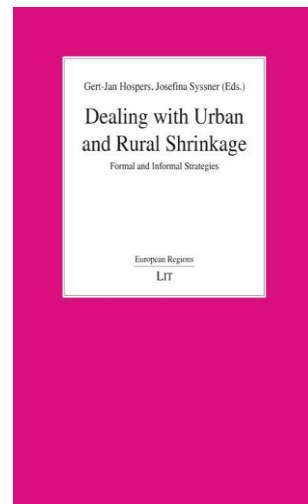 Gert-Jan Hospers, Josefina Syssner (Eds.)
Dealing with Urban
and Rural Shrinkage
Formal and Informal Strategies
European Regions
LIT